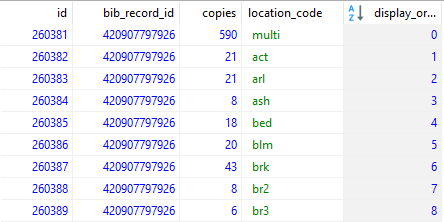 id bib_record_id copies location_code A Z display_or...
260381 420907797926 590 multi 0
260382 420907797926 21 act 1
260383 420907797926 21 arl 2
260384 420907797926 8 ash 3
260385 420907797926 18 bed 4
260386 420907797926 20 blm 5
260387 420907797926 43 brk 6
260388 420907797926 8 br2 7
260389 420907797926 6 br3 8